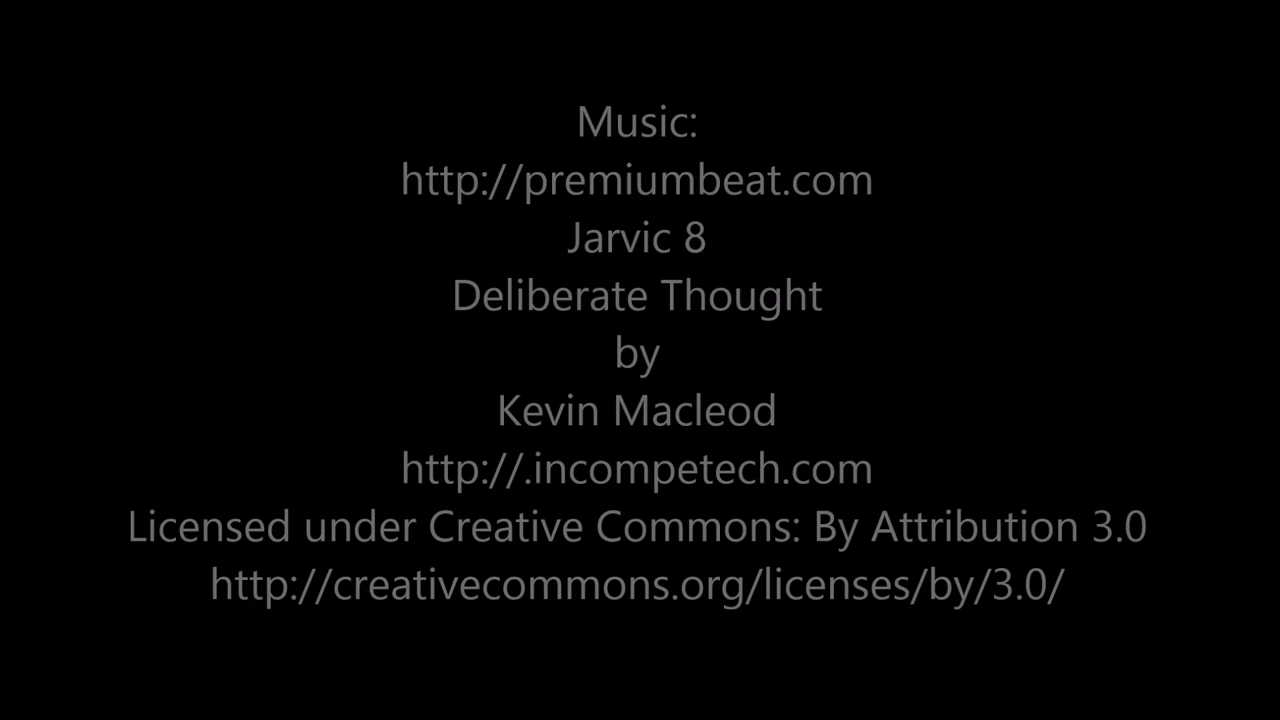 Music:
http://premiumbeat.com
Jarvic 8
Deliberate Thought
by
Kevin Macleod
http://.incompetech.com
Licensed under Creative Commons: By Attribution 3.0
http://creativecommons.org/licenses/by/3.0/